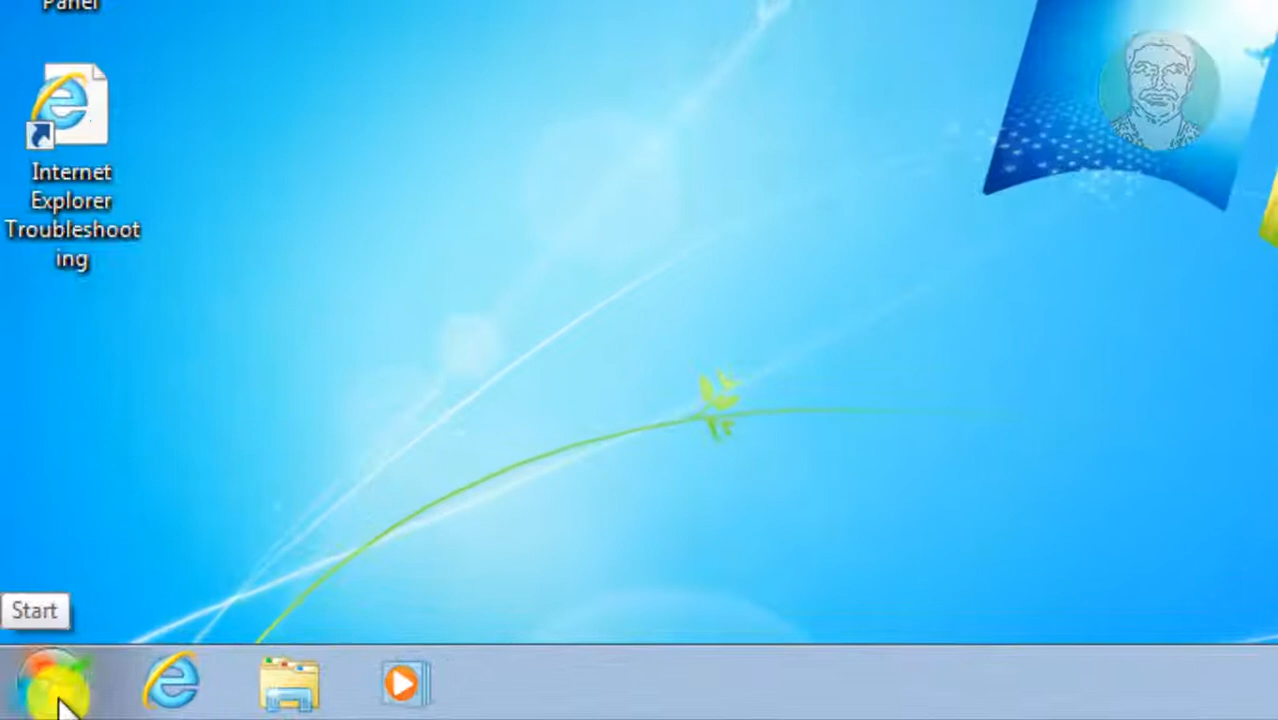 Panel
Internet
Explorer
Troubleshoot
ing
Start